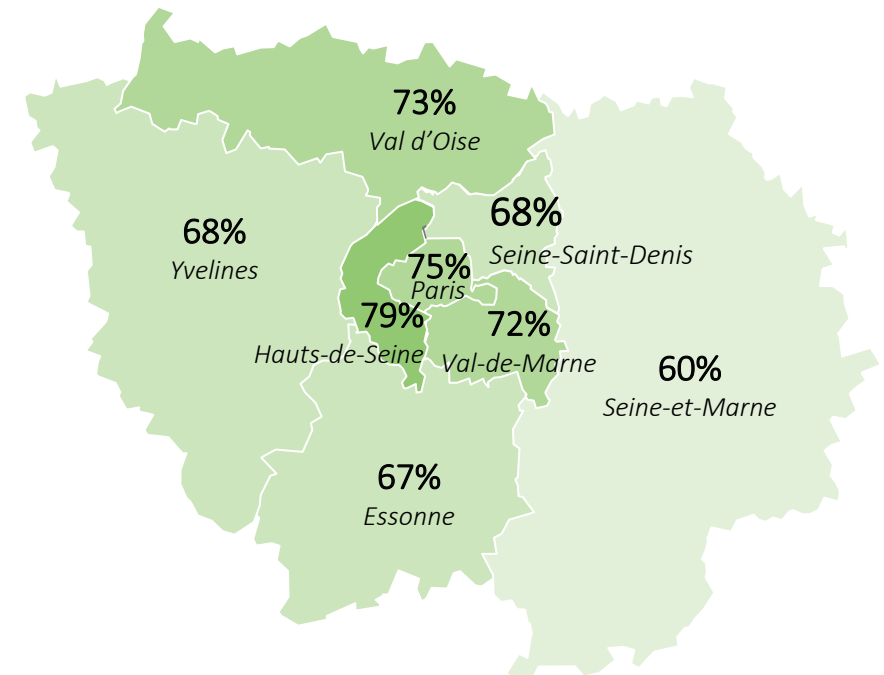 73%
Val d’Oise
68%
Yvelines
68%
Seine-Saint-Denis
75%
Paris
79%
Hauts-de-Seine
72%
Val-de-Marne
60%
Seine-et-Marne
67%
Essonne